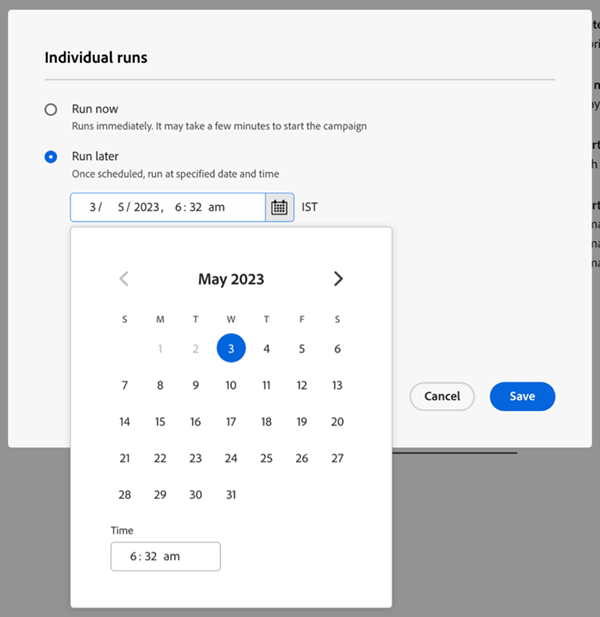 Individual runs
Run now
Runs immediately. It may take a few minutes to start the campaign
Run later
Once scheduled, run at specified date and time
3/ 5/2023, 6:32 am IST
May 2023
S M T W T F S
1 2 3 4 5 6
7 8 9 10 11 12 13
14 15 16 17 18 19 20
21 22 23 24 25 26 27
28 29 30 31
Time
6:32 am
Cancel Save